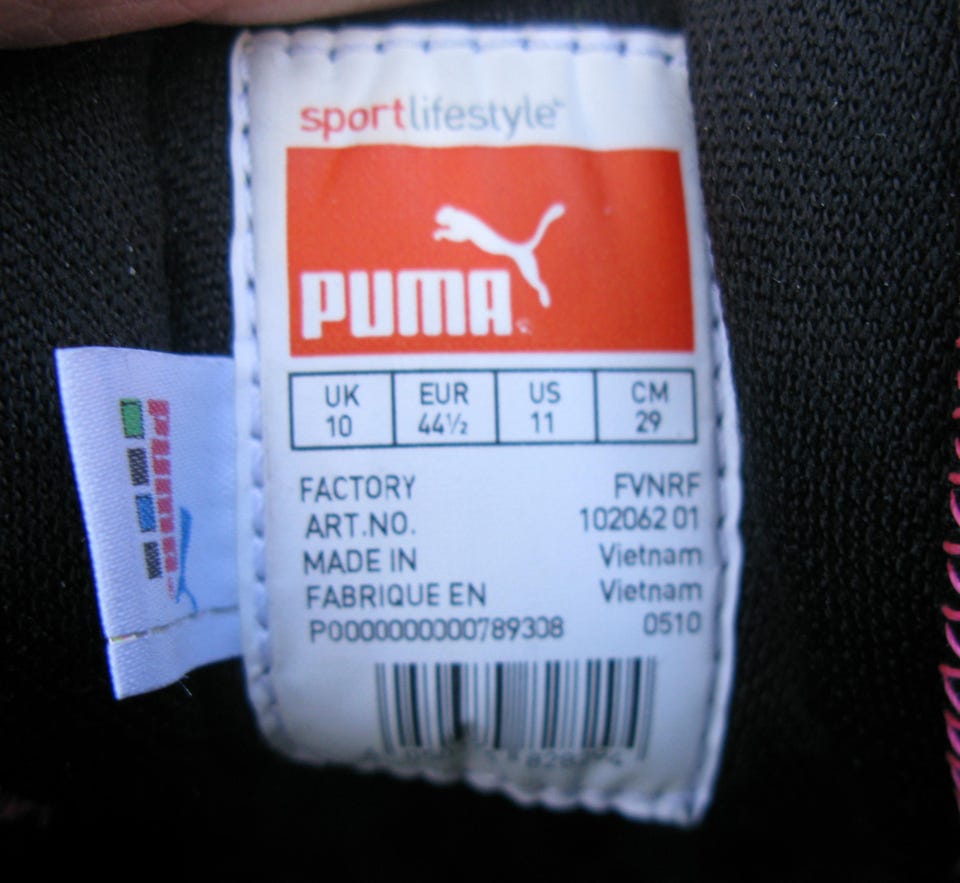 sportlifestyle
PUMA
UK EUR US CM
10 44½ 11 29
FACTORY FVNRF
ART.NO. 102062 01
MADE IN Vietnam
FABRIQUE EN Vietnam
P0000000000789308 0510